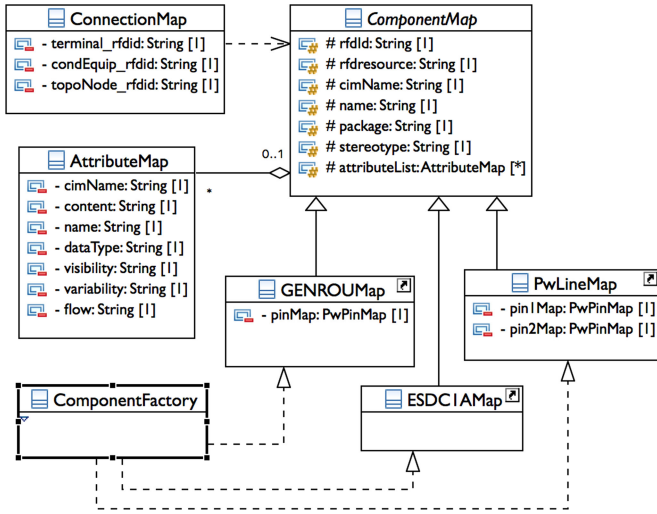 ConnectionMap
- terminal_rfdid: String [1]
- condEquip_rfdid: String [1]
- topoNode_rfdid: String [1]
ComponentMap
# rfdId: String [1]
# rfdresource: String [1]
# cimName: String [1]
# name: String [1]
# package: String [1]
# stereotype: String [1]
# attributeList: AttributeMap [*]
0..1
*
AttributeMap
- cimName: String [1]
- content: String [1]
- name: String [1]
- dataType: String [1]
- visibility: String [1]
- variability: String [1]
- flow: String [1]
GENROUMap
- pinMap: PwPinMap [1]
PwLineMap
- pin1Map: PwPinMap [1]
- pin2Map: PwPinMap [1]
ComponentFactory
ESDC1AMap